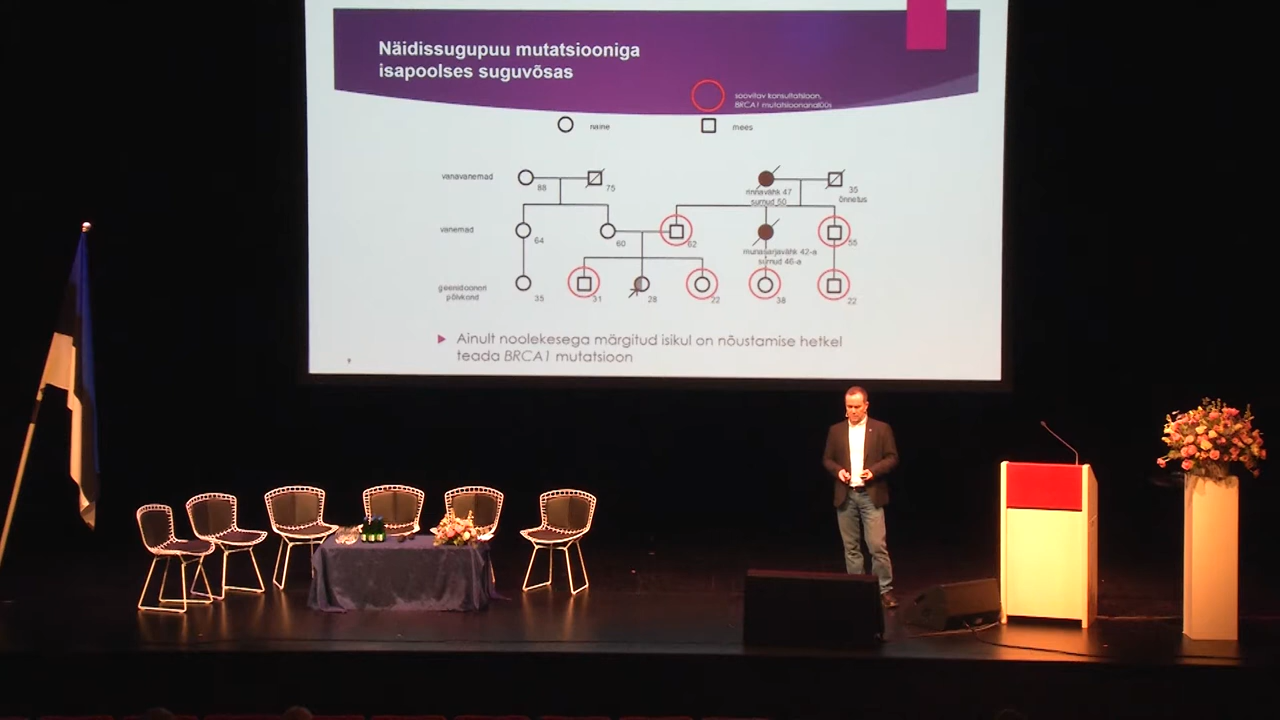 Näidissugupuu mutatsiooniga
isapoolses suguvõsas
soovitav konsultatsioon,
BRCA1 mutatsioonanalüüs
naine
mees
vanavanemad
88
75
rinnavähk 47
surnud 50
35
õnnetus
vanemad
64
60
62
munasarjavähk 42-a
surnud 46-a
55
geenidoonori
põlvkond
35
31
28
22
38
22
Ainult noolekesega märgitud isikul on nõustamise hetkel
teada BRCA1 mutatsioon
9